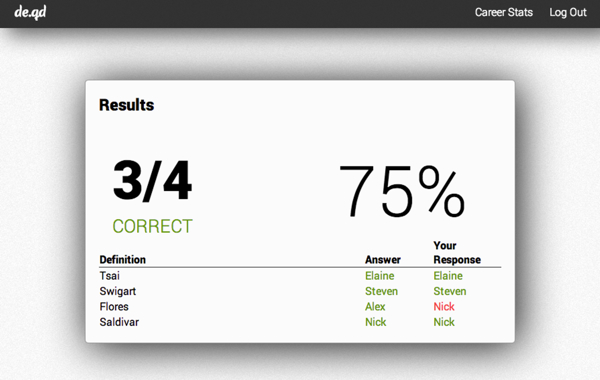 de.qd Career Stats Log Out
Results
3/4 75%
CORRECT
Definition Answer Your Response
Tsai Elaine Elaine
Swigart Steven Steven
Flores Alex Nick
Saldivar Nick Nick